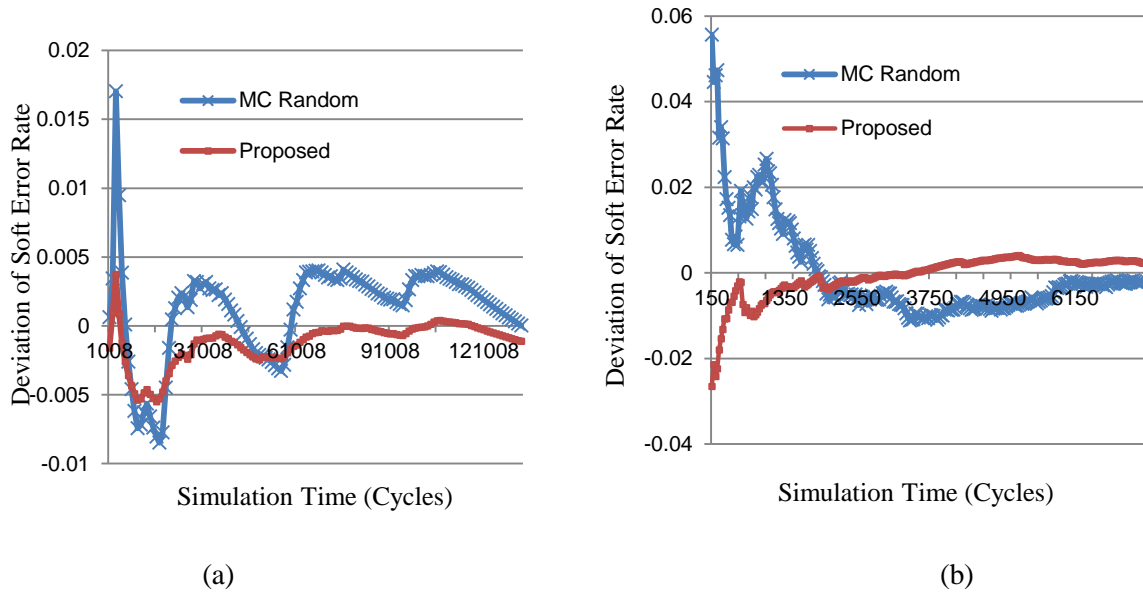 0.02
0.015
0.01
0.005
0
-0.005
-0.01
1008
31008
61008
91008
121008
MC Random
Proposed
Deviation of Soft Error Rate
Simulation Time (Cycles)
(a)
0.06
0.04
0.02
0
-0.02
-0.04
150
1350
2550
3750
4950
6150
MC Random
Proposed
Deviation of Soft Error Rate
Simulation Time (Cycles)
(b)